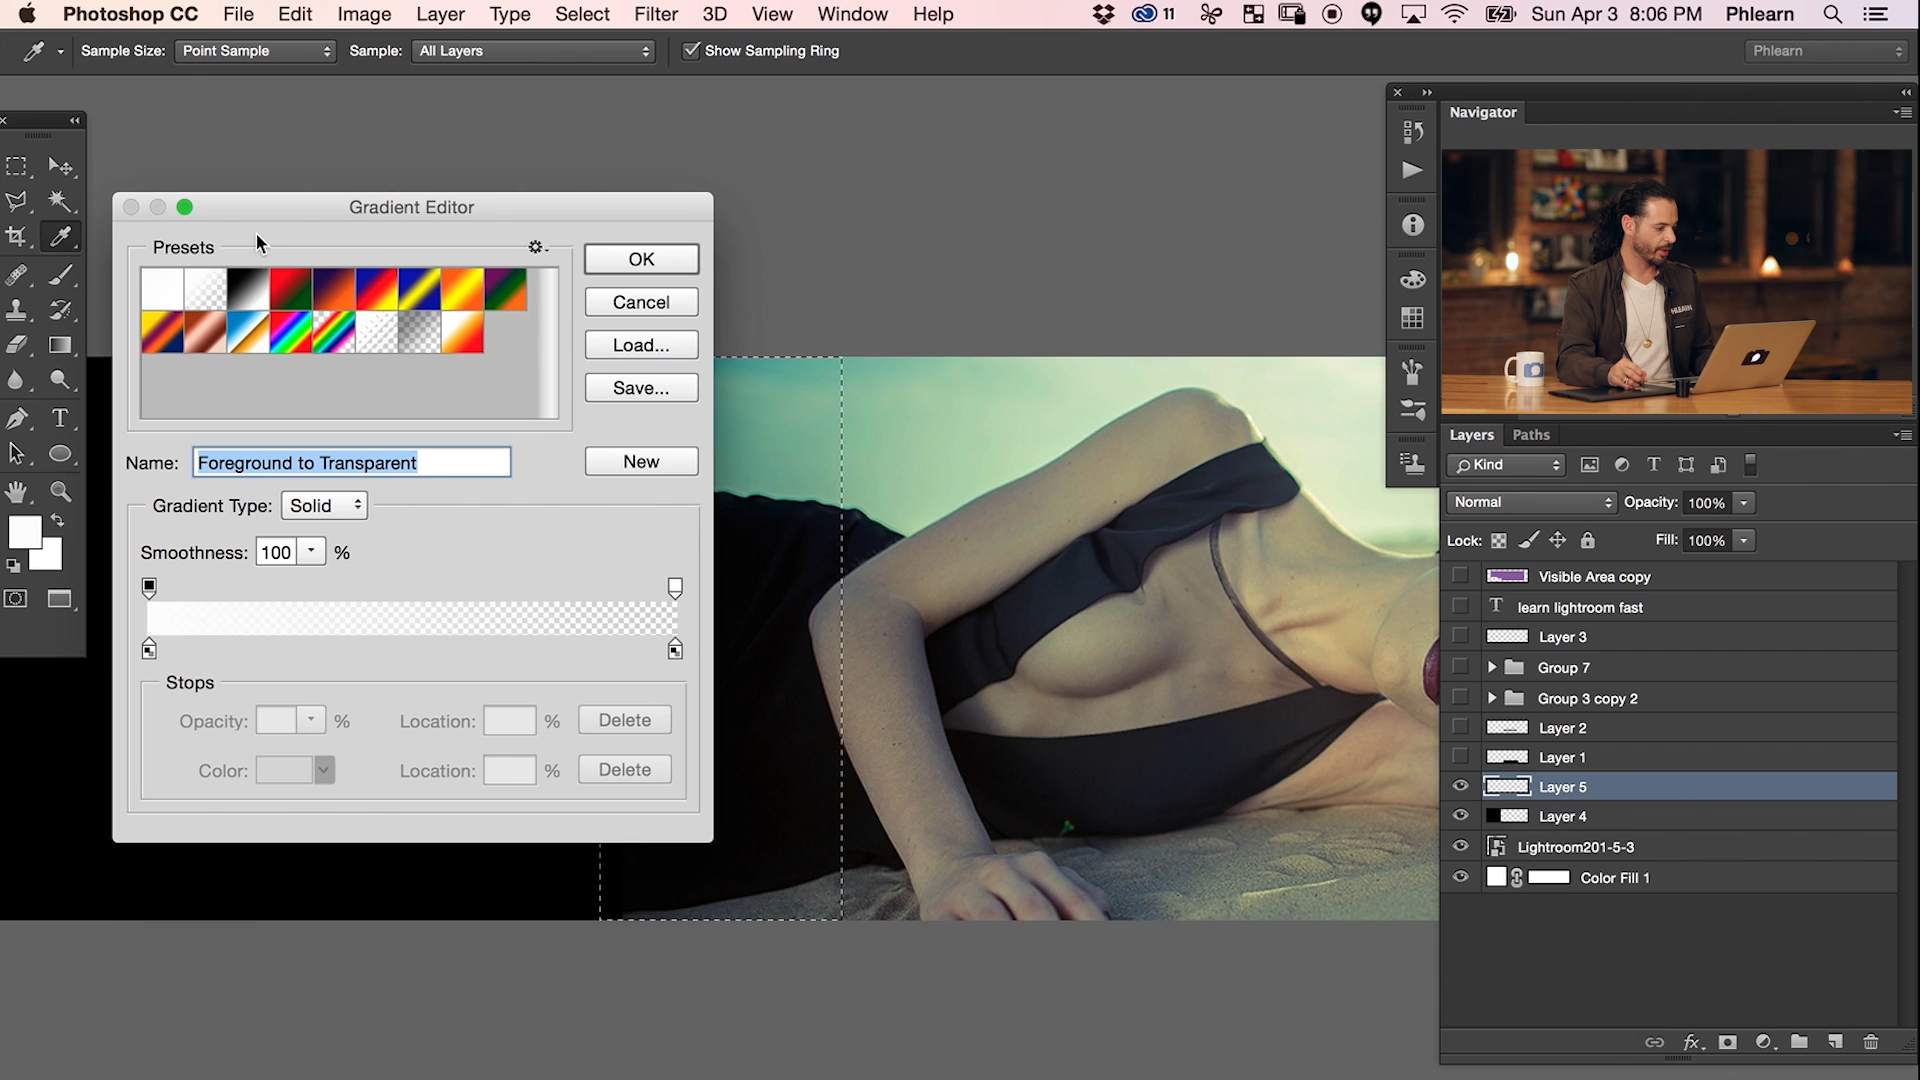 Photoshop CC File Edit Image Layer Type Select Filter 3D View Window Help 11 Sun Apr 3 8:06 PM Phlearn
Sample Size: Point Sample Sample: All Layers Show Sampling Ring Phlearn
Navigator
Gradient Editor
Presets
OK
Cancel
Load...
Save...
Name: Foreground to Transparent New
Gradient Type: Solid
Smoothness: 100 %
Stops
Opacity: % Location: % Delete
Color: Location: % Delete
PHLEARN
Layers Paths
Kind
Normal Opacity: 100%
Lock: Fill: 100%
Visible Area copy
T learn lightroom fast
Layer 3
Group 7
Group 3 copy 2
Layer 2
Layer 1
Layer 5
Layer 4
Lightroom201-5-3
Color Fill 1
fx